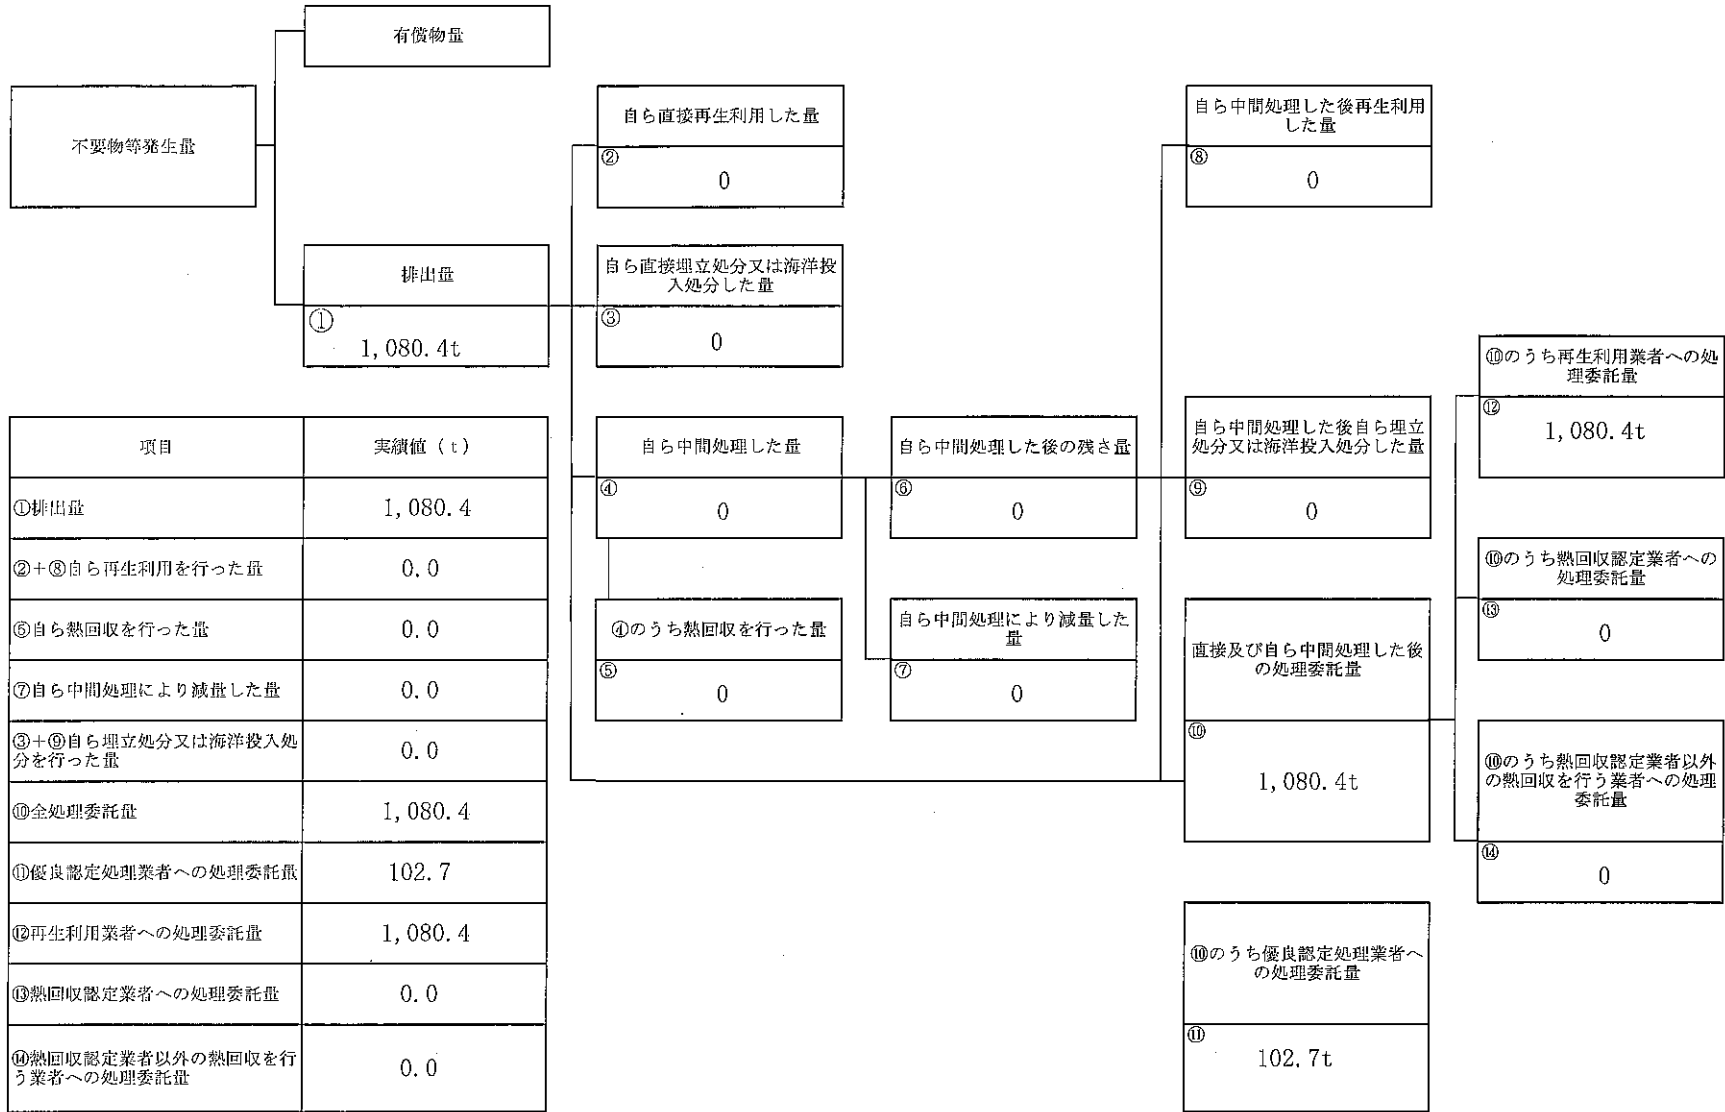 有償物量
不要物等発生量
排出量
①
1,080.4t
自ら直接再生利用した量
②
0
自ら直接埋立処分又は海洋投
入処分した量
③
0
自ら中間処理した量
④
0
④のうち熱回収を行った量
⑤
0
自ら中間処理した後の残さ量
⑥
0
自ら中間処理により減量した
量
⑦
0
自ら中間処理した後再生利用
した量
⑧
0
自ら中間処理した後自ら埋立
処分又は海洋投入処分した量
⑨
0
直接及び自ら中間処理した後
の処理委託量
⑩
1,080.4t
⑩のうち優良認定処理業者へ
の処理委託量
⑪
102.7t
⑩のうち再生利用業者への処
理委託量
⑫
1,080.4t
⑩のうち熱回収認定業者への
処理委託量
⑬
0
⑩のうち熱回収認定業者以外
の熱回収を行う業者への処理
委託量
⑭
0
項目 実績値（t）
①排出量 1,080.4
②＋⑧自ら再生利用を行った量 0.0
⑤自ら熱回収を行った量 0.0
⑦自ら中間処理により減量した量 0.0
③＋⑨自ら埋立処分又は海洋投入処
分を行った量 0.0
⑩全処理委託量 1,080.4
⑪優良認定処理業者への処理委託量 102.7
⑫再生利用業者への処理委託量 1,080.4
⑬熱回収認定業者への処理委託量 0.0
⑭熱回収認定業者以外の熱回収を行
う業者への処理委託量 0.0